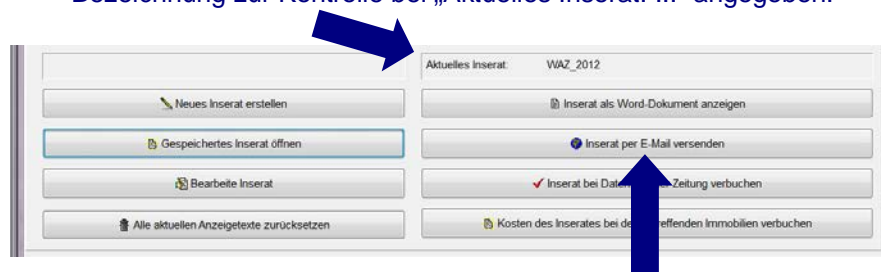 Bezeichnung zur Kontrolle bei „Aktuelles Inserat: ...“ angegeben.
Aktuelles Inserat: WAZ_2012
Neues Inserat erstellen
Inserat als Word-Dokument anzeigen
Gespeichertes Inserat öffnen
Inserat per E-Mail versenden
Bearbeite Inserat
Inserat bei Zeitung verbuchen
Alle aktuellen Anzeigetexte zurücksetzen
Kosten des Inserates bei Immobilien verbuchen